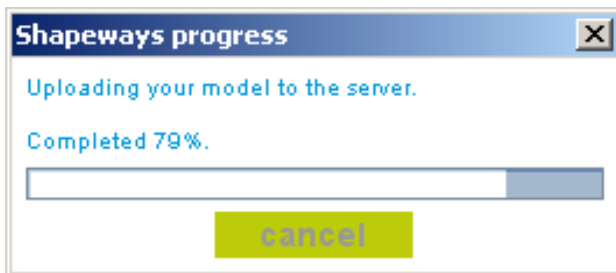 Shapeways progress
Uploading your model to the server.
Completed 79%.
cancel